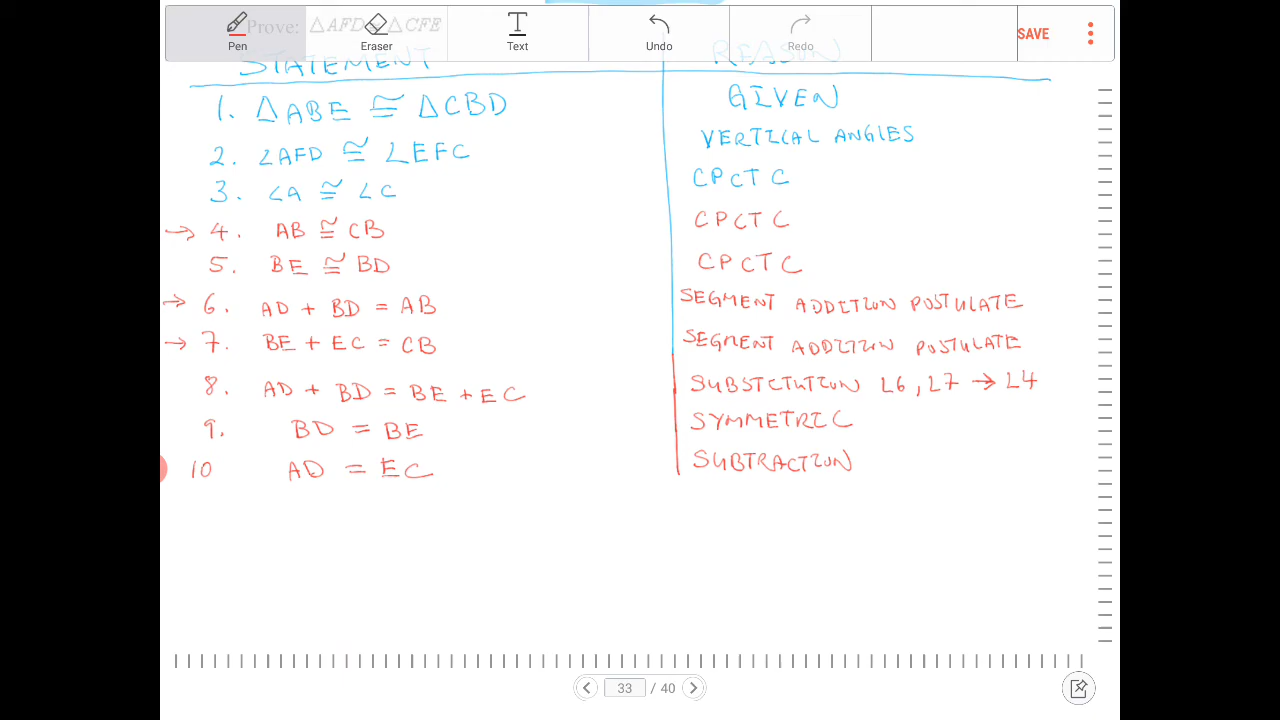 Prove: △AFD ≅ △CFE
Pen
Eraser
Text
Undo
Redo
SAVE
STATEMENT REASON
1. △ABE ≅ △CBD GIVEN
2. ∠AFD ≅ ∠EFC VERTICAL ANGLES
3. ∠A ≅ ∠C CPCTC
→ 4. AB ≅ CB CPCTC
5. BE ≅ BD CPCTC
→ 6. AD + BD = AB SEGMENT ADDITION POSTULATE
→ 7. BE + EC = CB SEGMENT ADDITION POSTULATE
8. AD + BD = BE + EC SUBSTITUTION L6, L7 → L4
9. BD = BE SYMMETRIC
10 AD = EC SUBTRACTION
33 / 40